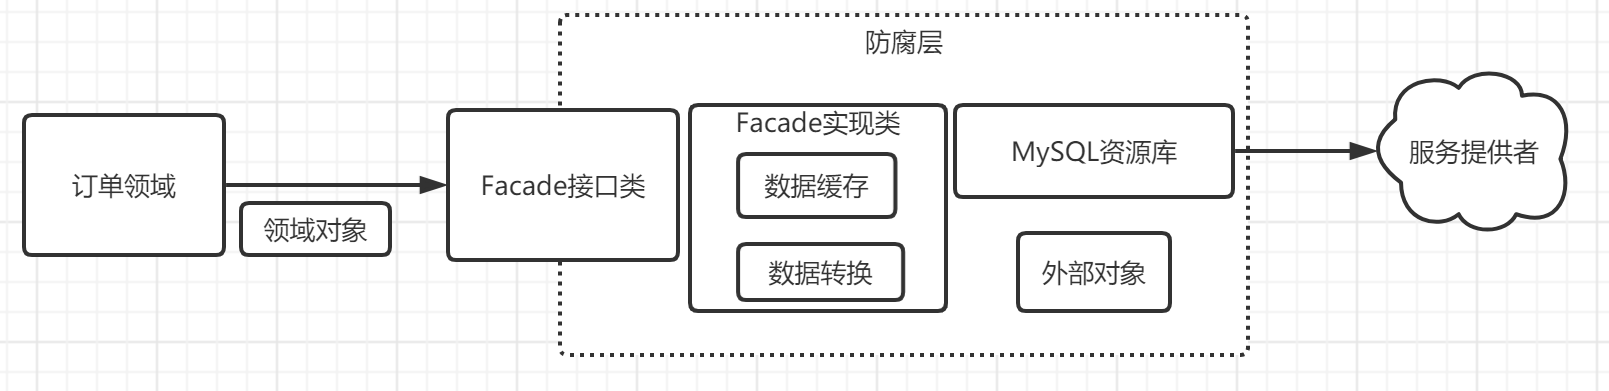 防腐层
订单领域
领域对象
Facade接口类
Facade实现类
数据缓存
数据转换
MySQL资源库
外部对象
服务提供者